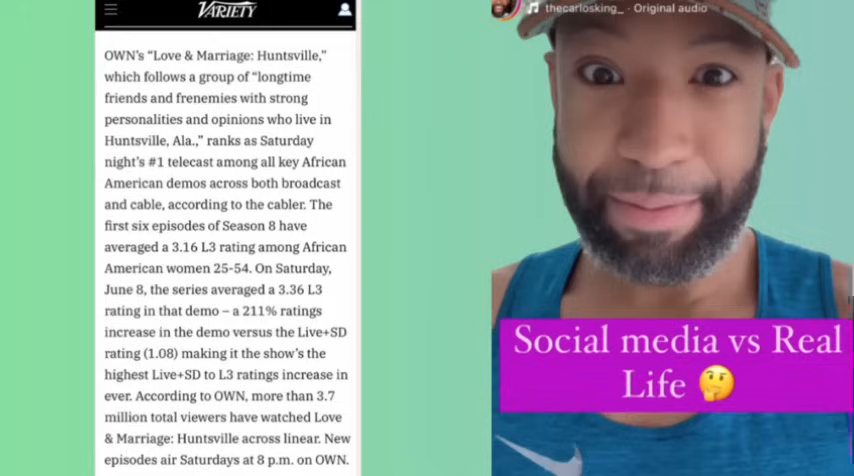 VARIETY
OWN's “Love & Marriage: Huntsville,”
which follows a group of “longtime
friends and frenemies with strong
personalities and opinions who live in
Huntsville, Ala.,” ranks as Saturday
night's #1 telecast among all key African
American demos across both broadcast
and cable, according to the cabler. The
first six episodes of Season 8 have
averaged a 3.16 L3 rating among African
American women 25-54. On Saturday,
June 8, the series averaged a 3.36 L3
rating in that demo – a 211% ratings
increase in the demo versus the Live+SD
rating (1.08) making it the show's the
highest Live+SD to L3 ratings increase in
ever. According to OWN, more than 3.7
million total viewers have watched Love
& Marriage: Huntsville across linear. New
episodes air Saturdays at 8 p.m. on OWN.
thecarlosking_ · Original audio
Social media vs Real
Life 🤔